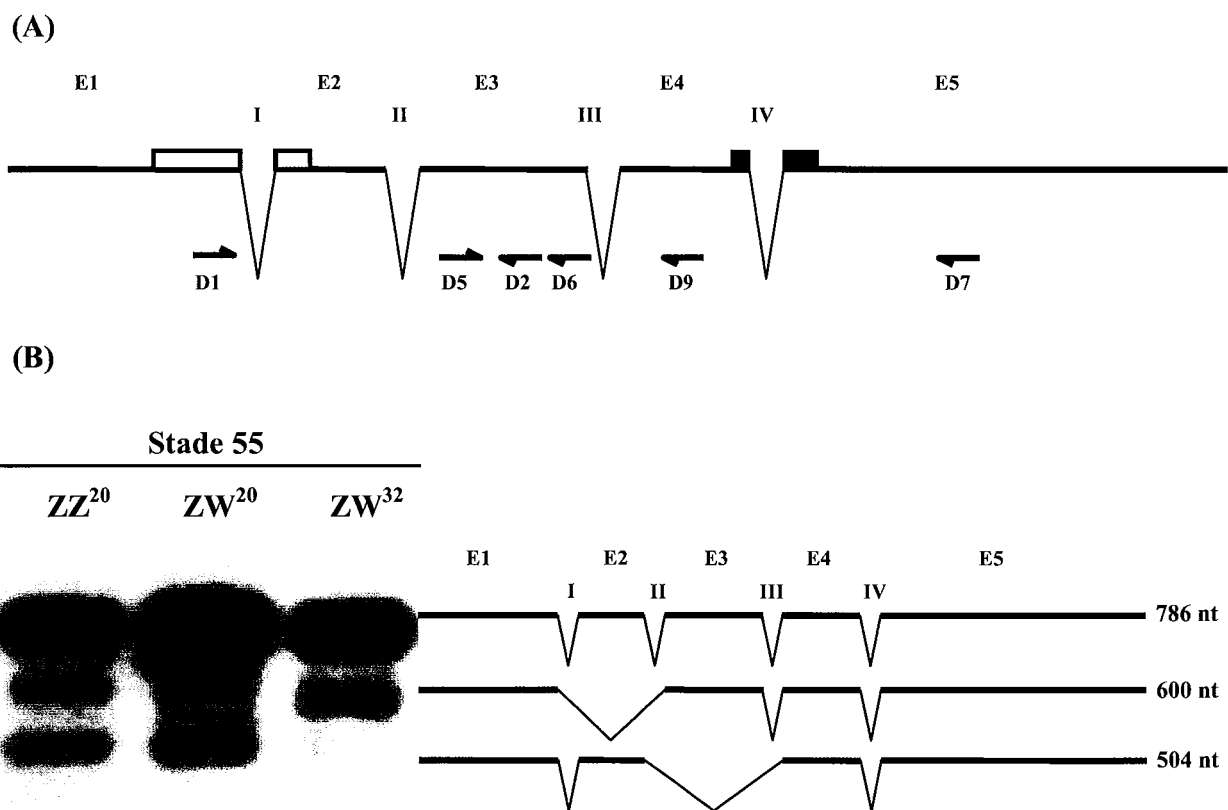 (A)
E1 E2 E3 E4 E5
I II III IV
D1 D5 D2 D6 D9 D7
(B)
Stade 55
ZZ²⁰ ZW²⁰ ZW³²
E1 E2 E3 E4 E5
I II III IV
786 nt
600 nt
504 nt